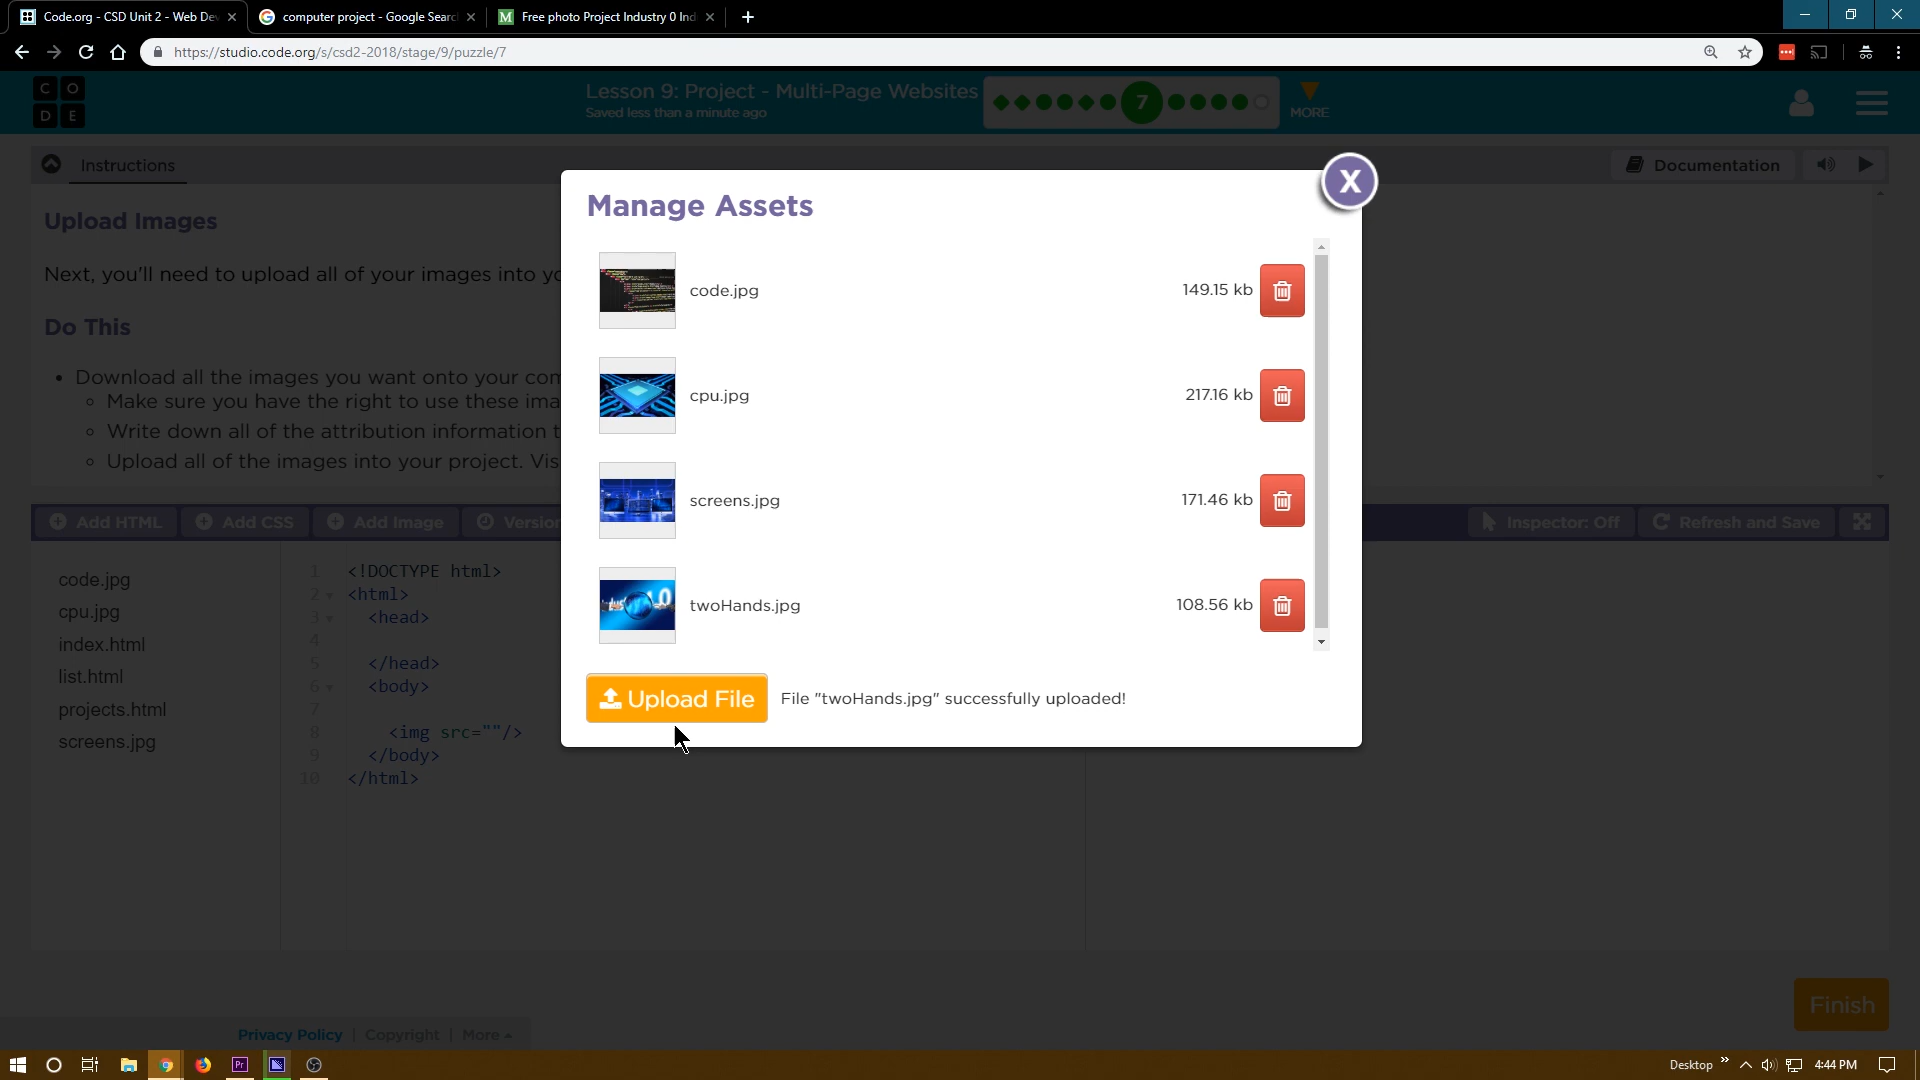 Code.org - CSD Unit 2 - Web De
computer project - Google Searc
Free photo Project Industry 0 Ind
https://studio.code.org/s/csd2-2018/stage/9/puzzle/7
C O
D E
Lesson 9: Project - Multi-Page Websites
Saved less than a minute ago
7
MORE
Instructions
Documentation
Manage Assets
X
Upload Images
Next, you'll need to upload all of your images into yo
Do This
• Download all the images you want onto your com
Make sure you have the right to use these ima
Write down all of the attribution information t
Upload all of the images into your project. Vis
code.jpg
149.15 kb
cpu.jpg
217.16 kb
screens.jpg
171.46 kb
twoHands.jpg
108.56 kb
Upload File
File "twoHands.jpg" successfully uploaded!
Add HTML
Add CSS
Add Image
Version
Inspector: Off
Refresh and Save
code.jpg
cpu.jpg
index.html
list.html
projects.html
screens.jpg
1 <!DOCTYPE html>
2 <html>
3 <head>
4
5 </head>
6 <body>
7
8 <img src=""/>
9 </body>
10 </html>
Finish
Privacy Policy | Copyright | More
Pr
Desktop
4:44 PM